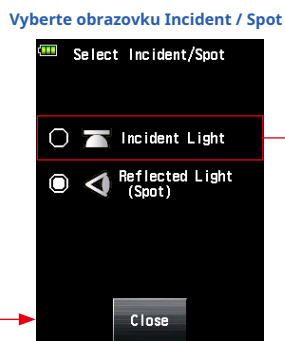 Vyberte obrazovku Incident / Spot
Select Incident/Spot
Incident Light
Reflected Light
(Spot)
Close